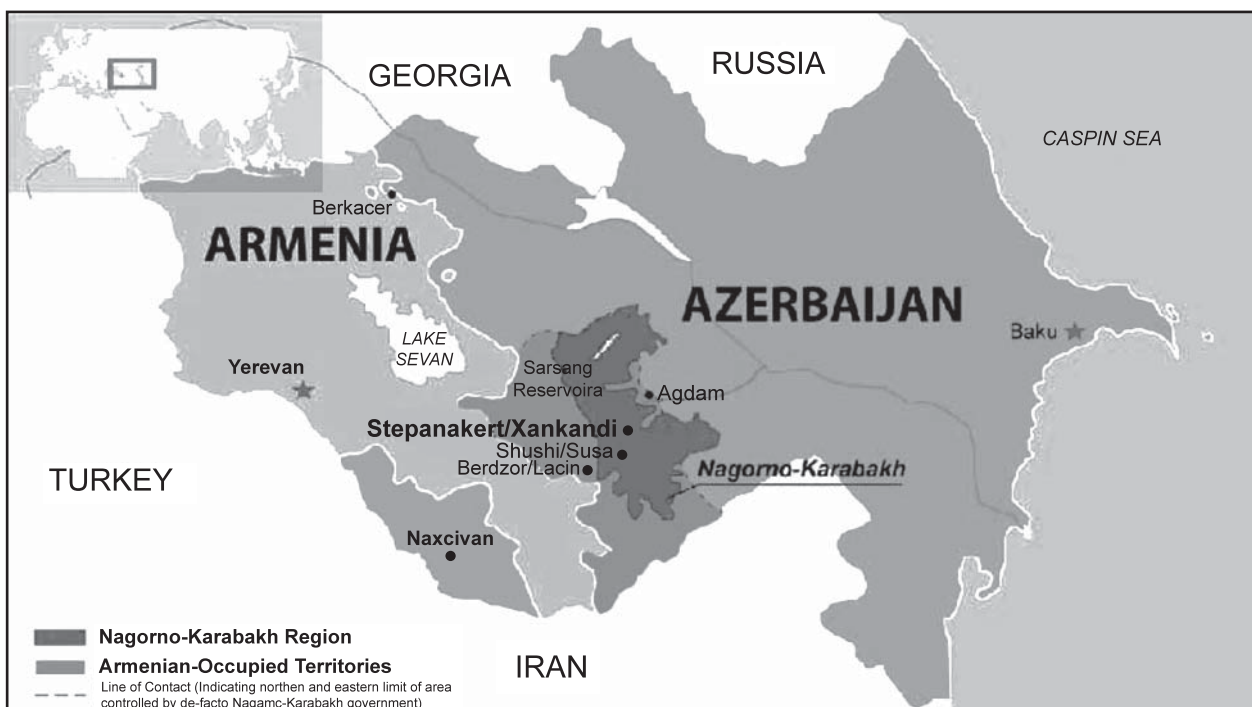 GEORGIA
RUSSIA
CASPIN SEA
Berkacer
ARMENIA
AZERBAIJAN
Baku
LAKE
SEVAN
Yerevan
Sarsang
Reservoira
Agdam
Stepanakert/Xankandi
Shushi/Susa
Berdzor/Lacin
Nagorno-Karabakh
TURKEY
Naxcivan
IRAN
Nagorno-Karabakh Region
Armenian-Occupied Territories
Line of Contact (Indicating northen and eastern limit of area
controlled by de-facto Nagamc-Karabakh government)